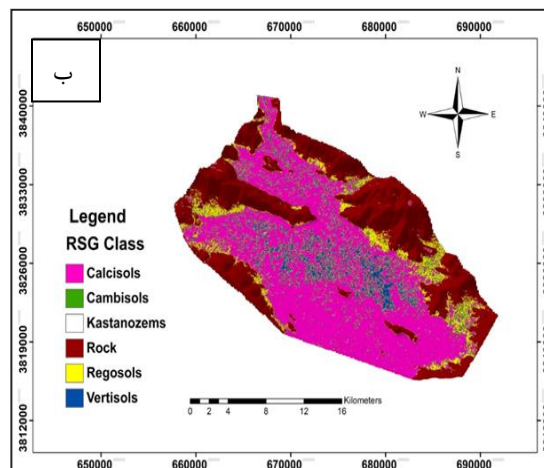 650000 660000 670000 680000 690000
ب
N
W E
S
3840000
3833000
3826000
3819000
3812000
Legend
RSG Class
Calcisols
Cambisols
Kastanozems
Rock
Regosols
Vertisols
Kilometers
0 2 4 8 12 16
650000 660000 670000 680000 690000